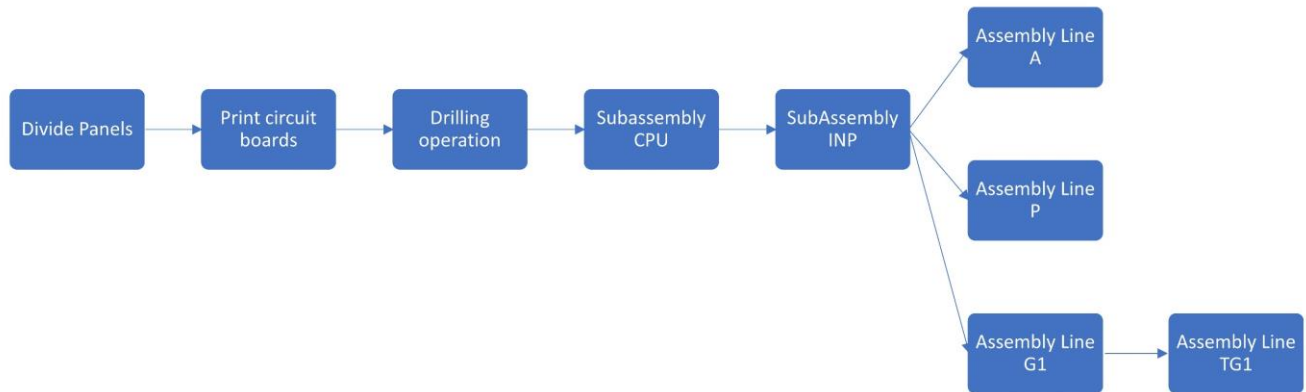 Divide Panels
Print circuit
boards
Drilling
operation
Subassembly
CPU
SubAssembly
INP
Assembly Line
A
Assembly Line
P
Assembly Line
G1
Assembly Line
TG1